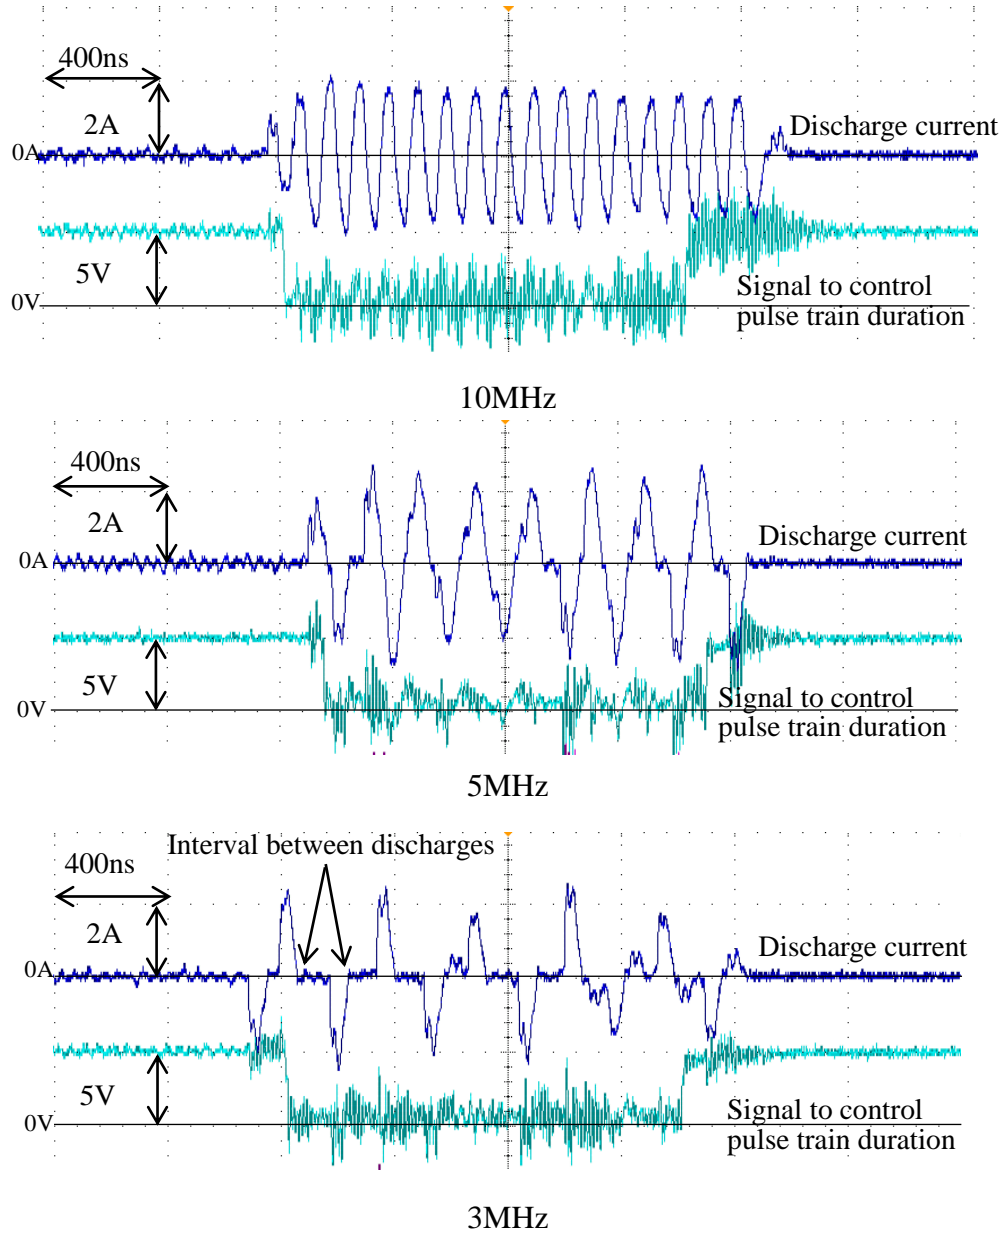 400ns
2A
0A
Discharge current
5V
0V
Signal to control
pulse train duration
10MHz
400ns
2A
0A
Discharge current
5V
0V
Signal to control
pulse train duration
5MHz
Interval between discharges
400ns
2A
0A
Discharge current
5V
0V
Signal to control
pulse train duration
3MHz